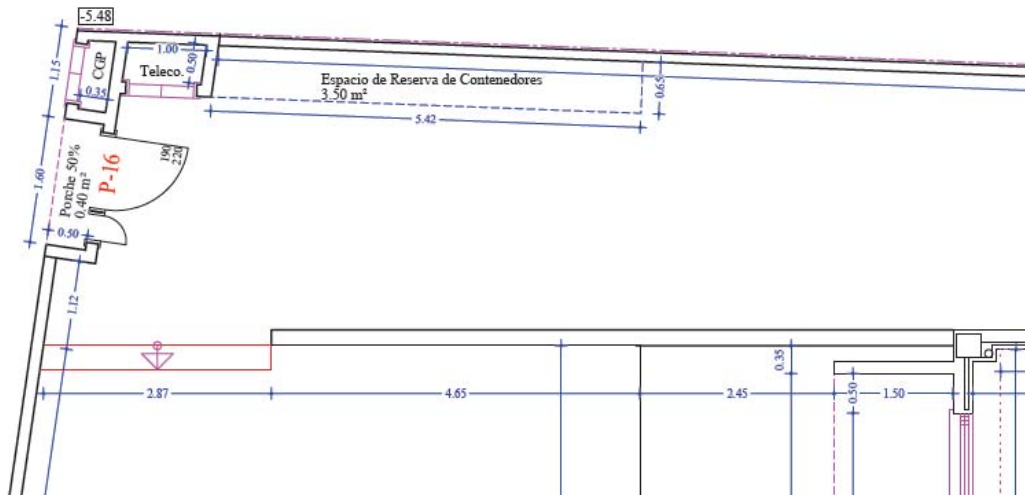 -5.48
1.15
CGP
0.35
1.00
0.50
Teleco.
Espacio de Reserva de Contenedores
3.50 m²
0.65
5.42
1.60
Porche 50%
0.40 m²
P-16
190
220
0.50
1.12
2.87
4.65
2.45
0.35
0.50
1.50